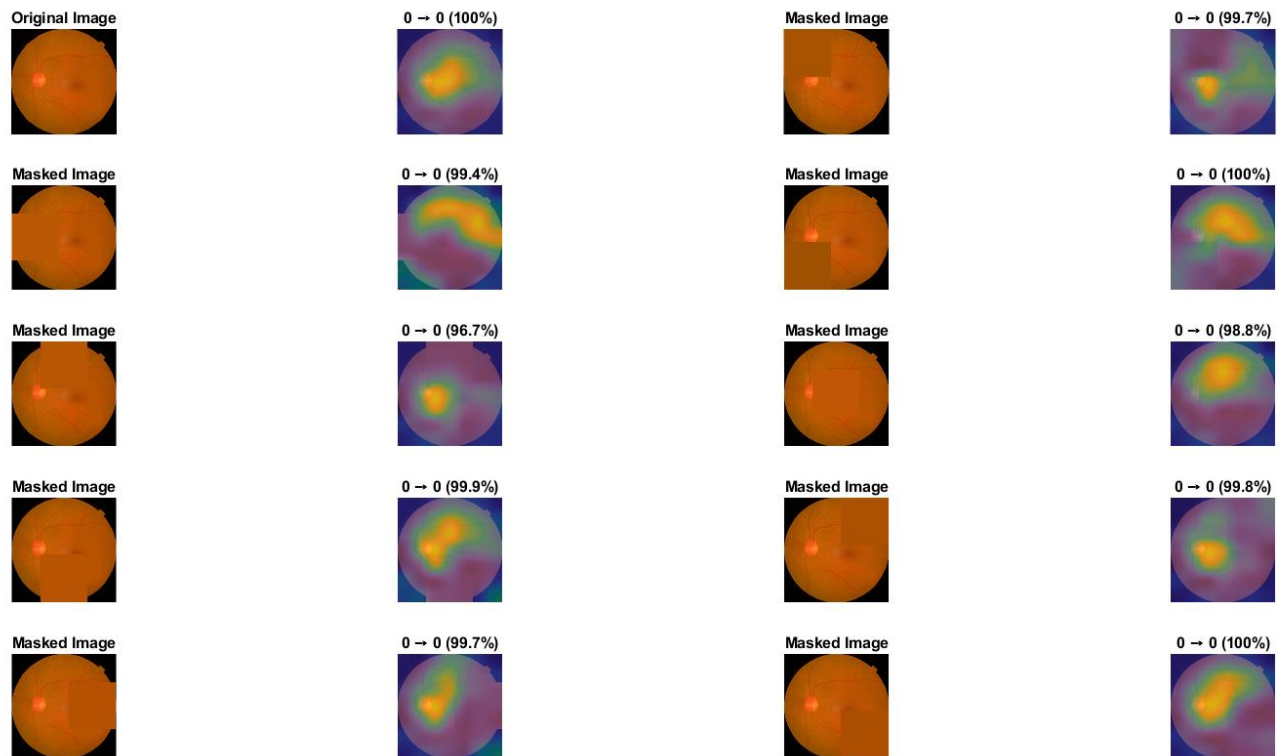 Original Image 0 → 0 (100%) Masked Image 0 → 0 (99.7%)
Masked Image 0 → 0 (99.4%) Masked Image 0 → 0 (100%)
Masked Image 0 → 0 (96.7%) Masked Image 0 → 0 (98.8%)
Masked Image 0 → 0 (99.9%) Masked Image 0 → 0 (99.8%)
Masked Image 0 → 0 (99.7%) Masked Image 0 → 0 (100%)